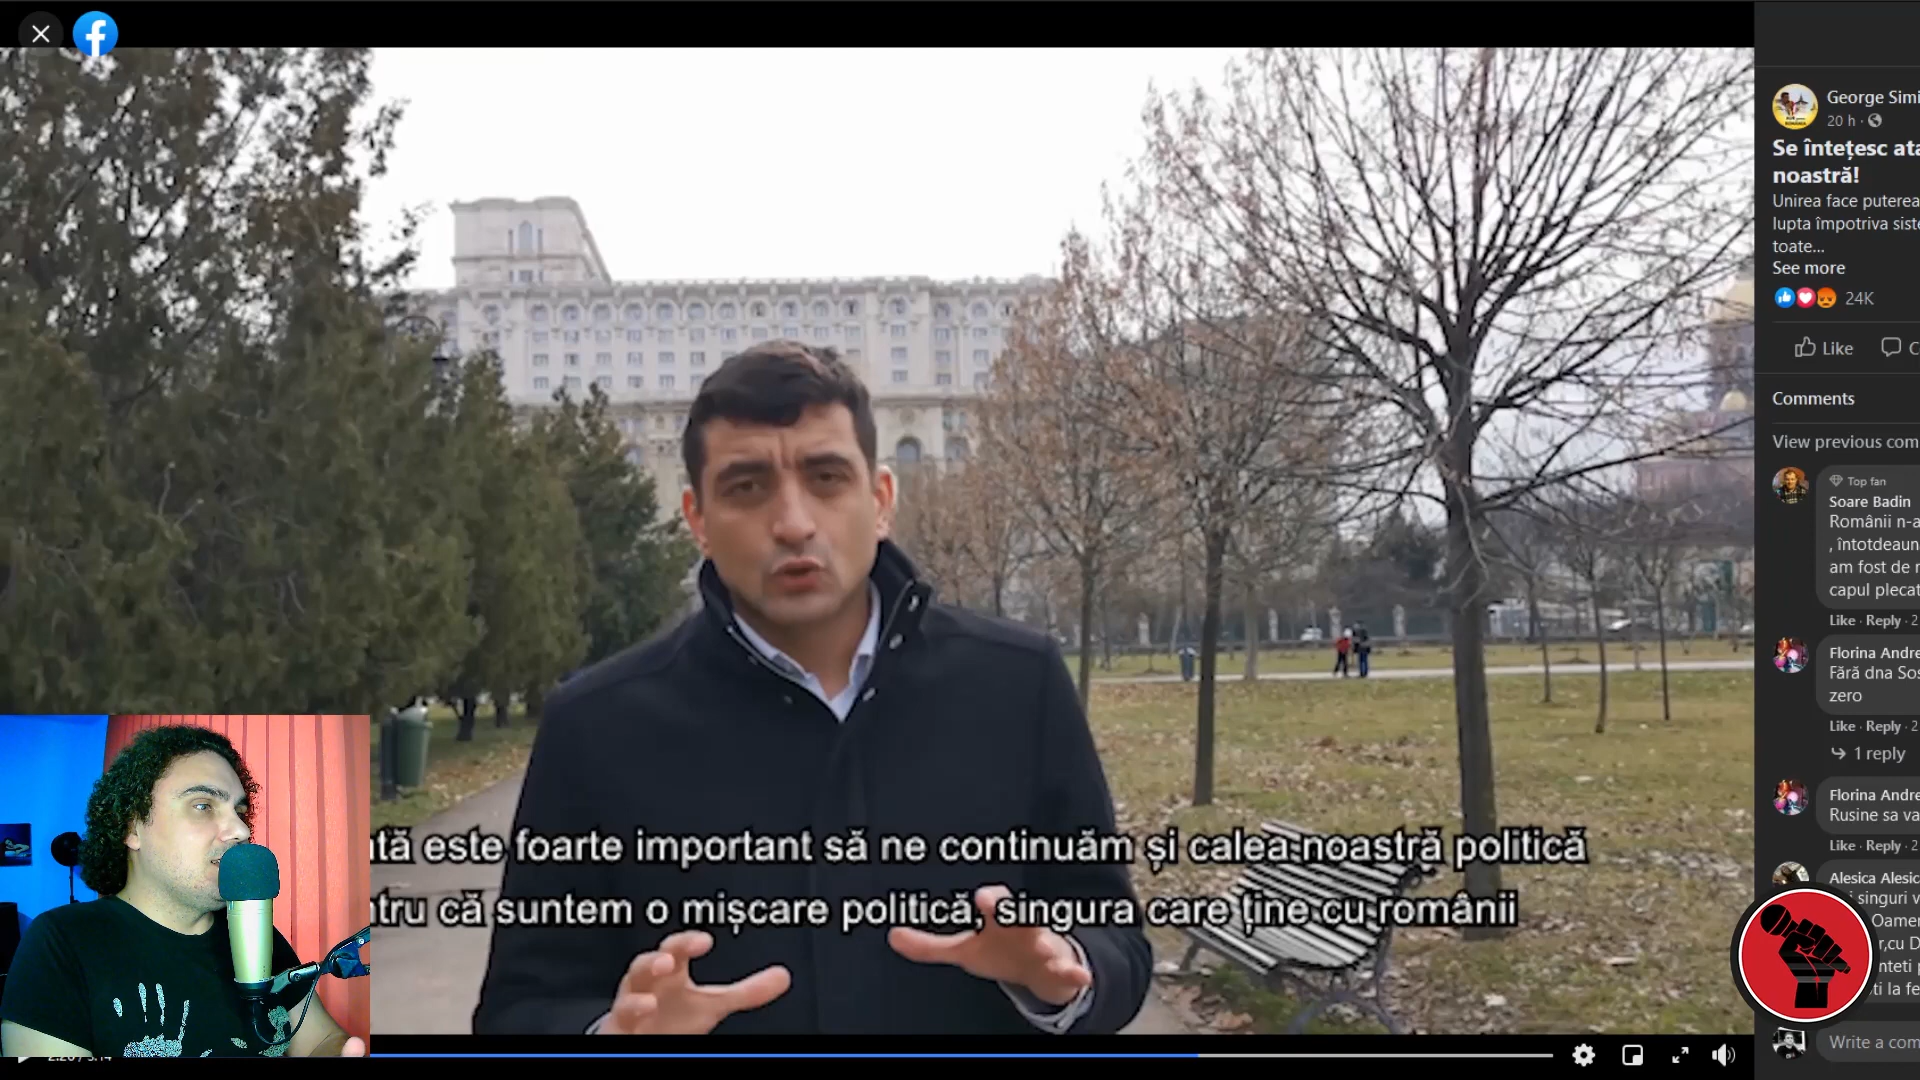 tă este foarte important să ne continuăm și calea noastră politică
tru că suntem o mișcare politică, singura care ține cu românii
George Simi
20 h ·
Se întețesc ata
noastră!
Unirea face puterea
lupta împotriva siste
toate...
See more
24K
Like
C
Comments
View previous com
Top fan
Soare Badin
Românii n-a
, întotdeaun
am fost de
capul plecat
Like · Reply · 2
Florina Andre
Fără dna Sos
zero
Like · Reply · 2
1 reply
Florina Andre
Rusine sa va
Like · Reply · 2
Alesica Alesica
singuri v
Oamen
r,cu D
nteti
ti la fe
Write a com